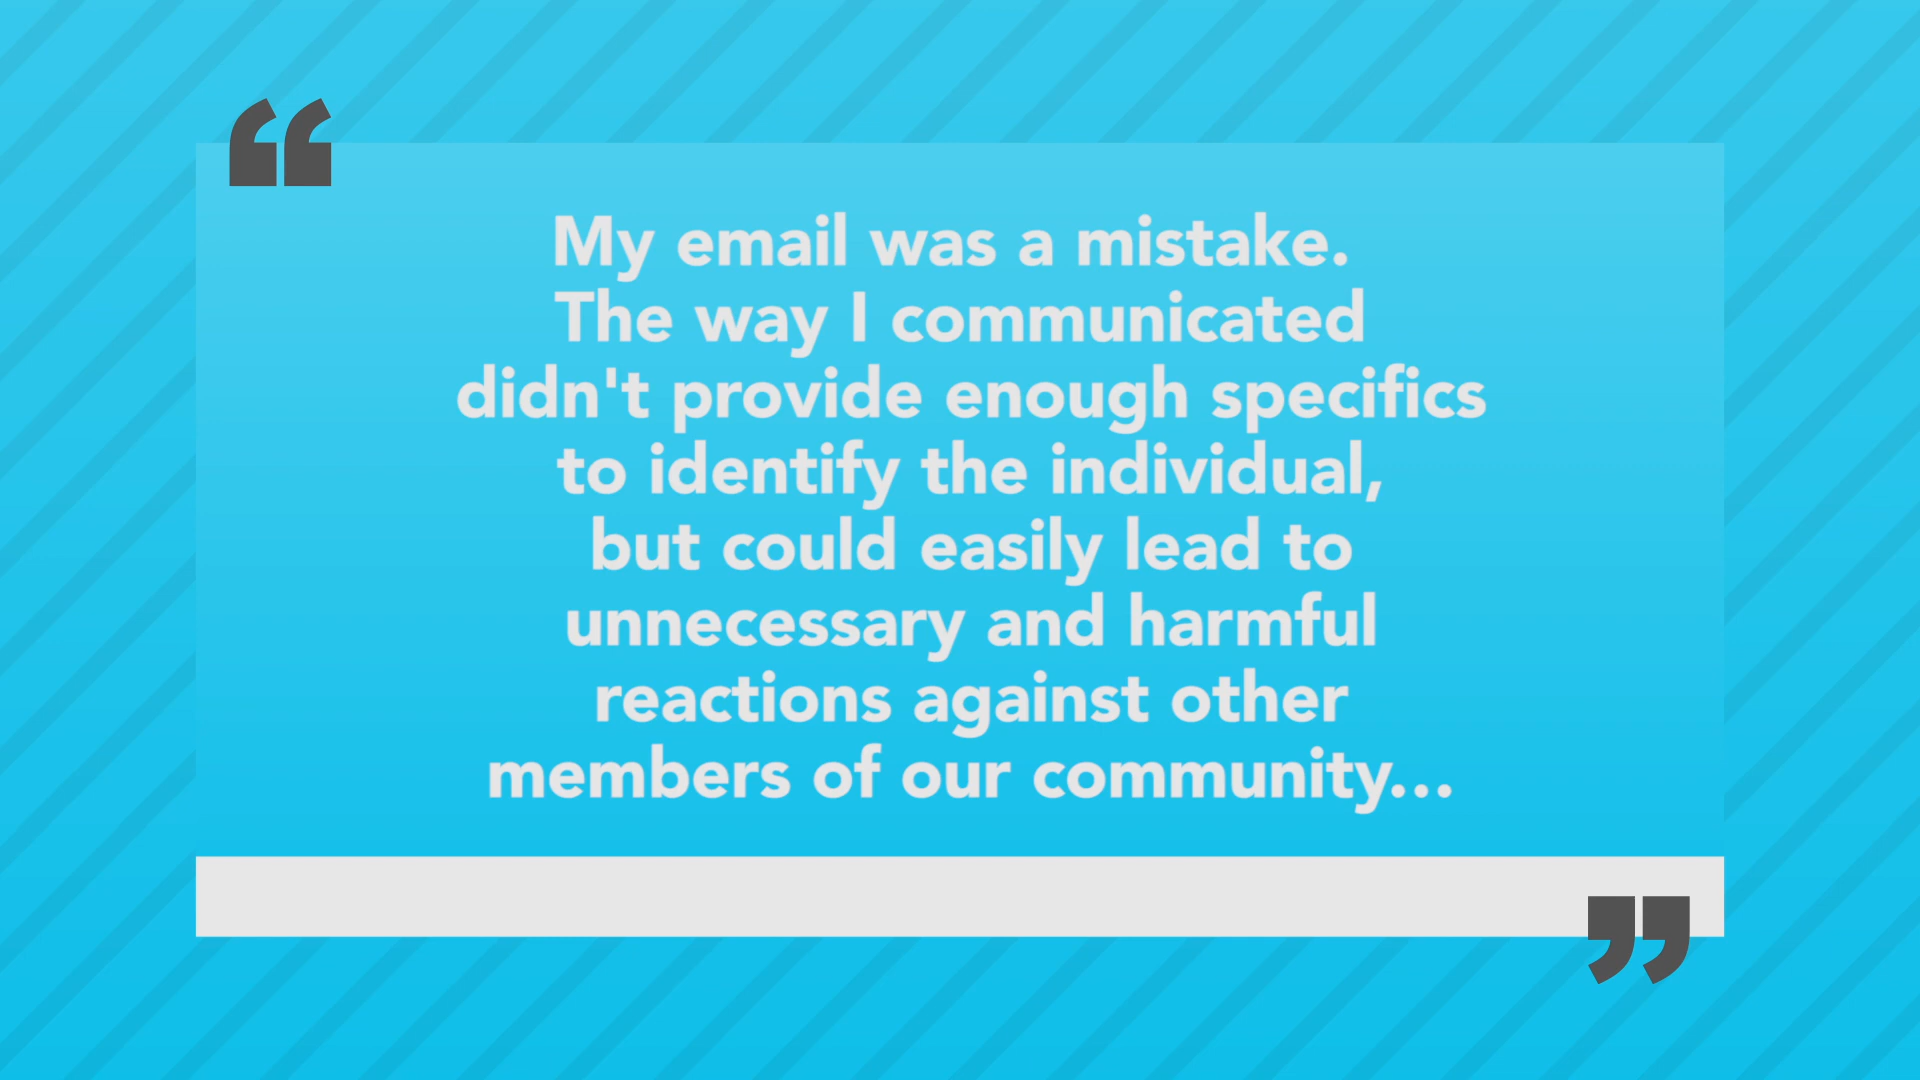 “
My email was a mistake.
The way I communicated
didn't provide enough specifics
to identify the individual,
but could easily lead to
unnecessary and harmful
reactions against other
members of our community...
”